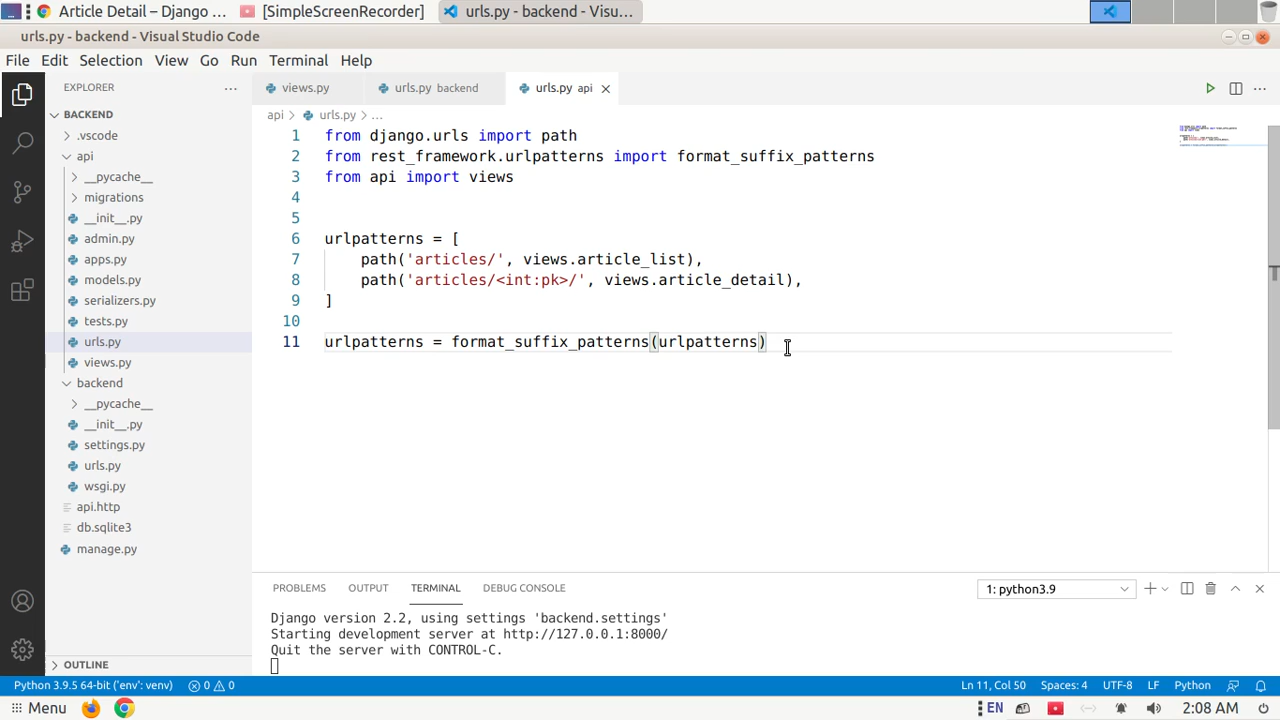 Article Detail – Django ...
[SimpleScreenRecorder]
urls.py - backend - Visu...
urls.py - backend - Visual Studio Code
File Edit Selection View Go Run Terminal Help
EXPLORER ...
BACKEND
.vscode
api
__pycache__
migrations
__init__.py
admin.py
apps.py
models.py
serializers.py
tests.py
urls.py
views.py
backend
__pycache__
__init__.py
settings.py
urls.py
wsgi.py
api.http
db.sqlite3
manage.py
OUTLINE
views.py urls.py backend urls.py api
api > urls.py > ...
1 from django.urls import path
2 from rest_framework.urlpatterns import format_suffix_patterns
3 from api import views
4
5
6 urlpatterns = [
7 path('articles/', views.article_list),
8 path('articles/<int:pk>/', views.article_detail),
9 ]
10
11 urlpatterns = format_suffix_patterns(urlpatterns)
PROBLEMS OUTPUT TERMINAL DEBUG CONSOLE 1: python3.9
Django version 2.2, using settings 'backend.settings'
Starting development server at http://127.0.0.1:8000/
Quit the server with CONTROL-C.
Python 3.9.5 64-bit ('env': venv) 0 0 Ln 11, Col 50 Spaces: 4 UTF-8 LF Python
Menu EN 2:08 AM